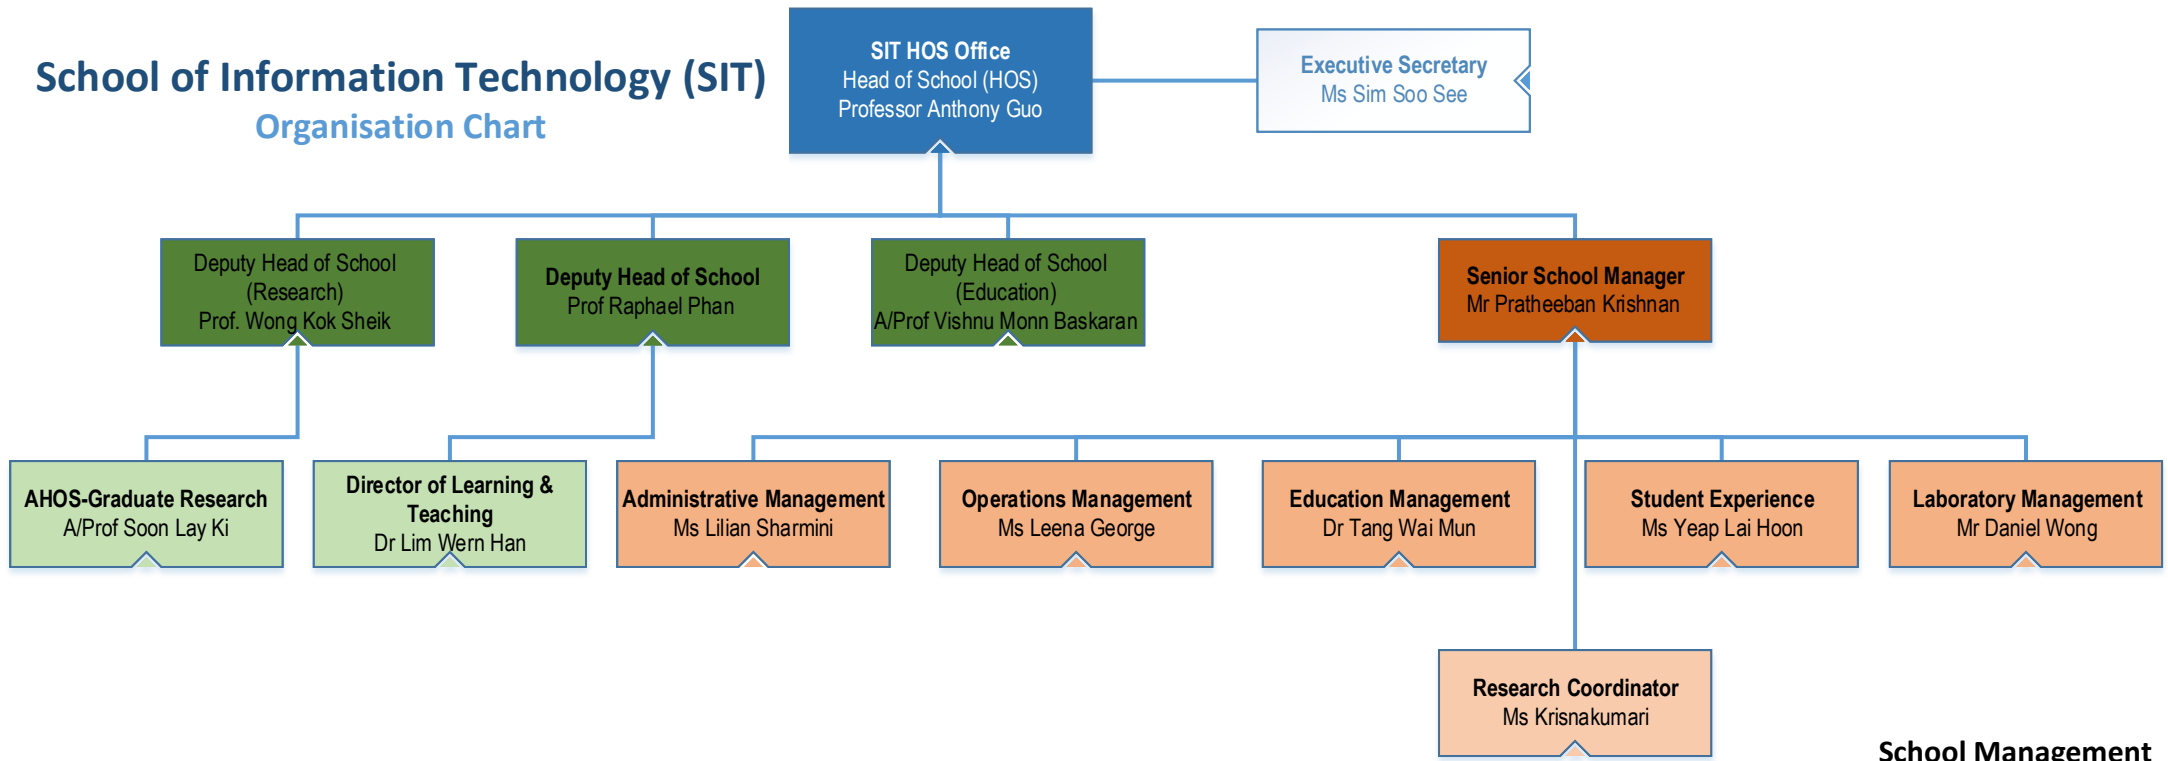 School of Information Technology (SIT)
Organisation Chart
SIT HOS Office
Head of School (HOS)
Professor Anthony Guo
Executive Secretary
Ms Sim Soo See
Deputy Head of School
(Research)
Prof. Wong Kok Sheik
Deputy Head of School
Prof Raphael Phan
Deputy Head of School
(Education)
A/Prof Vishnu Monn Baskaran
Senior School Manager
Mr Pratheeban Krishnan
AHOS-Graduate Research
A/Prof Soon Lay Ki
Director of Learning &
Teaching
Dr Lim Wern Han
Administrative Management
Ms Lilian Sharmini
Operations Management
Ms Leena George
Education Management
Dr Tang Wai Mun
Student Experience
Ms Yeap Lai Hoon
Laboratory Management
Mr Daniel Wong
Research Coordinator
Ms Krisnakumari
School Management